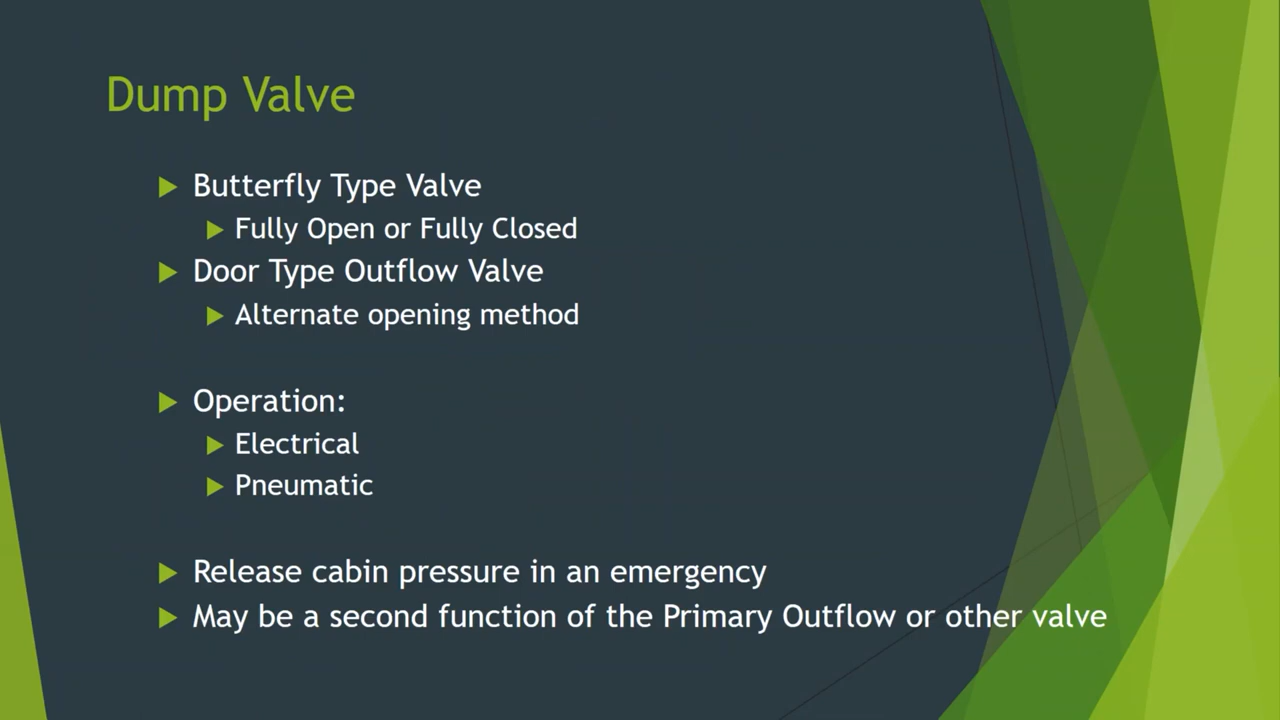 Dump Valve
Butterfly Type Valve
Fully Open or Fully Closed
Door Type Outflow Valve
Alternate opening method
Operation:
Electrical
Pneumatic
Release cabin pressure in an emergency
May be a second function of the Primary Outflow or other valve